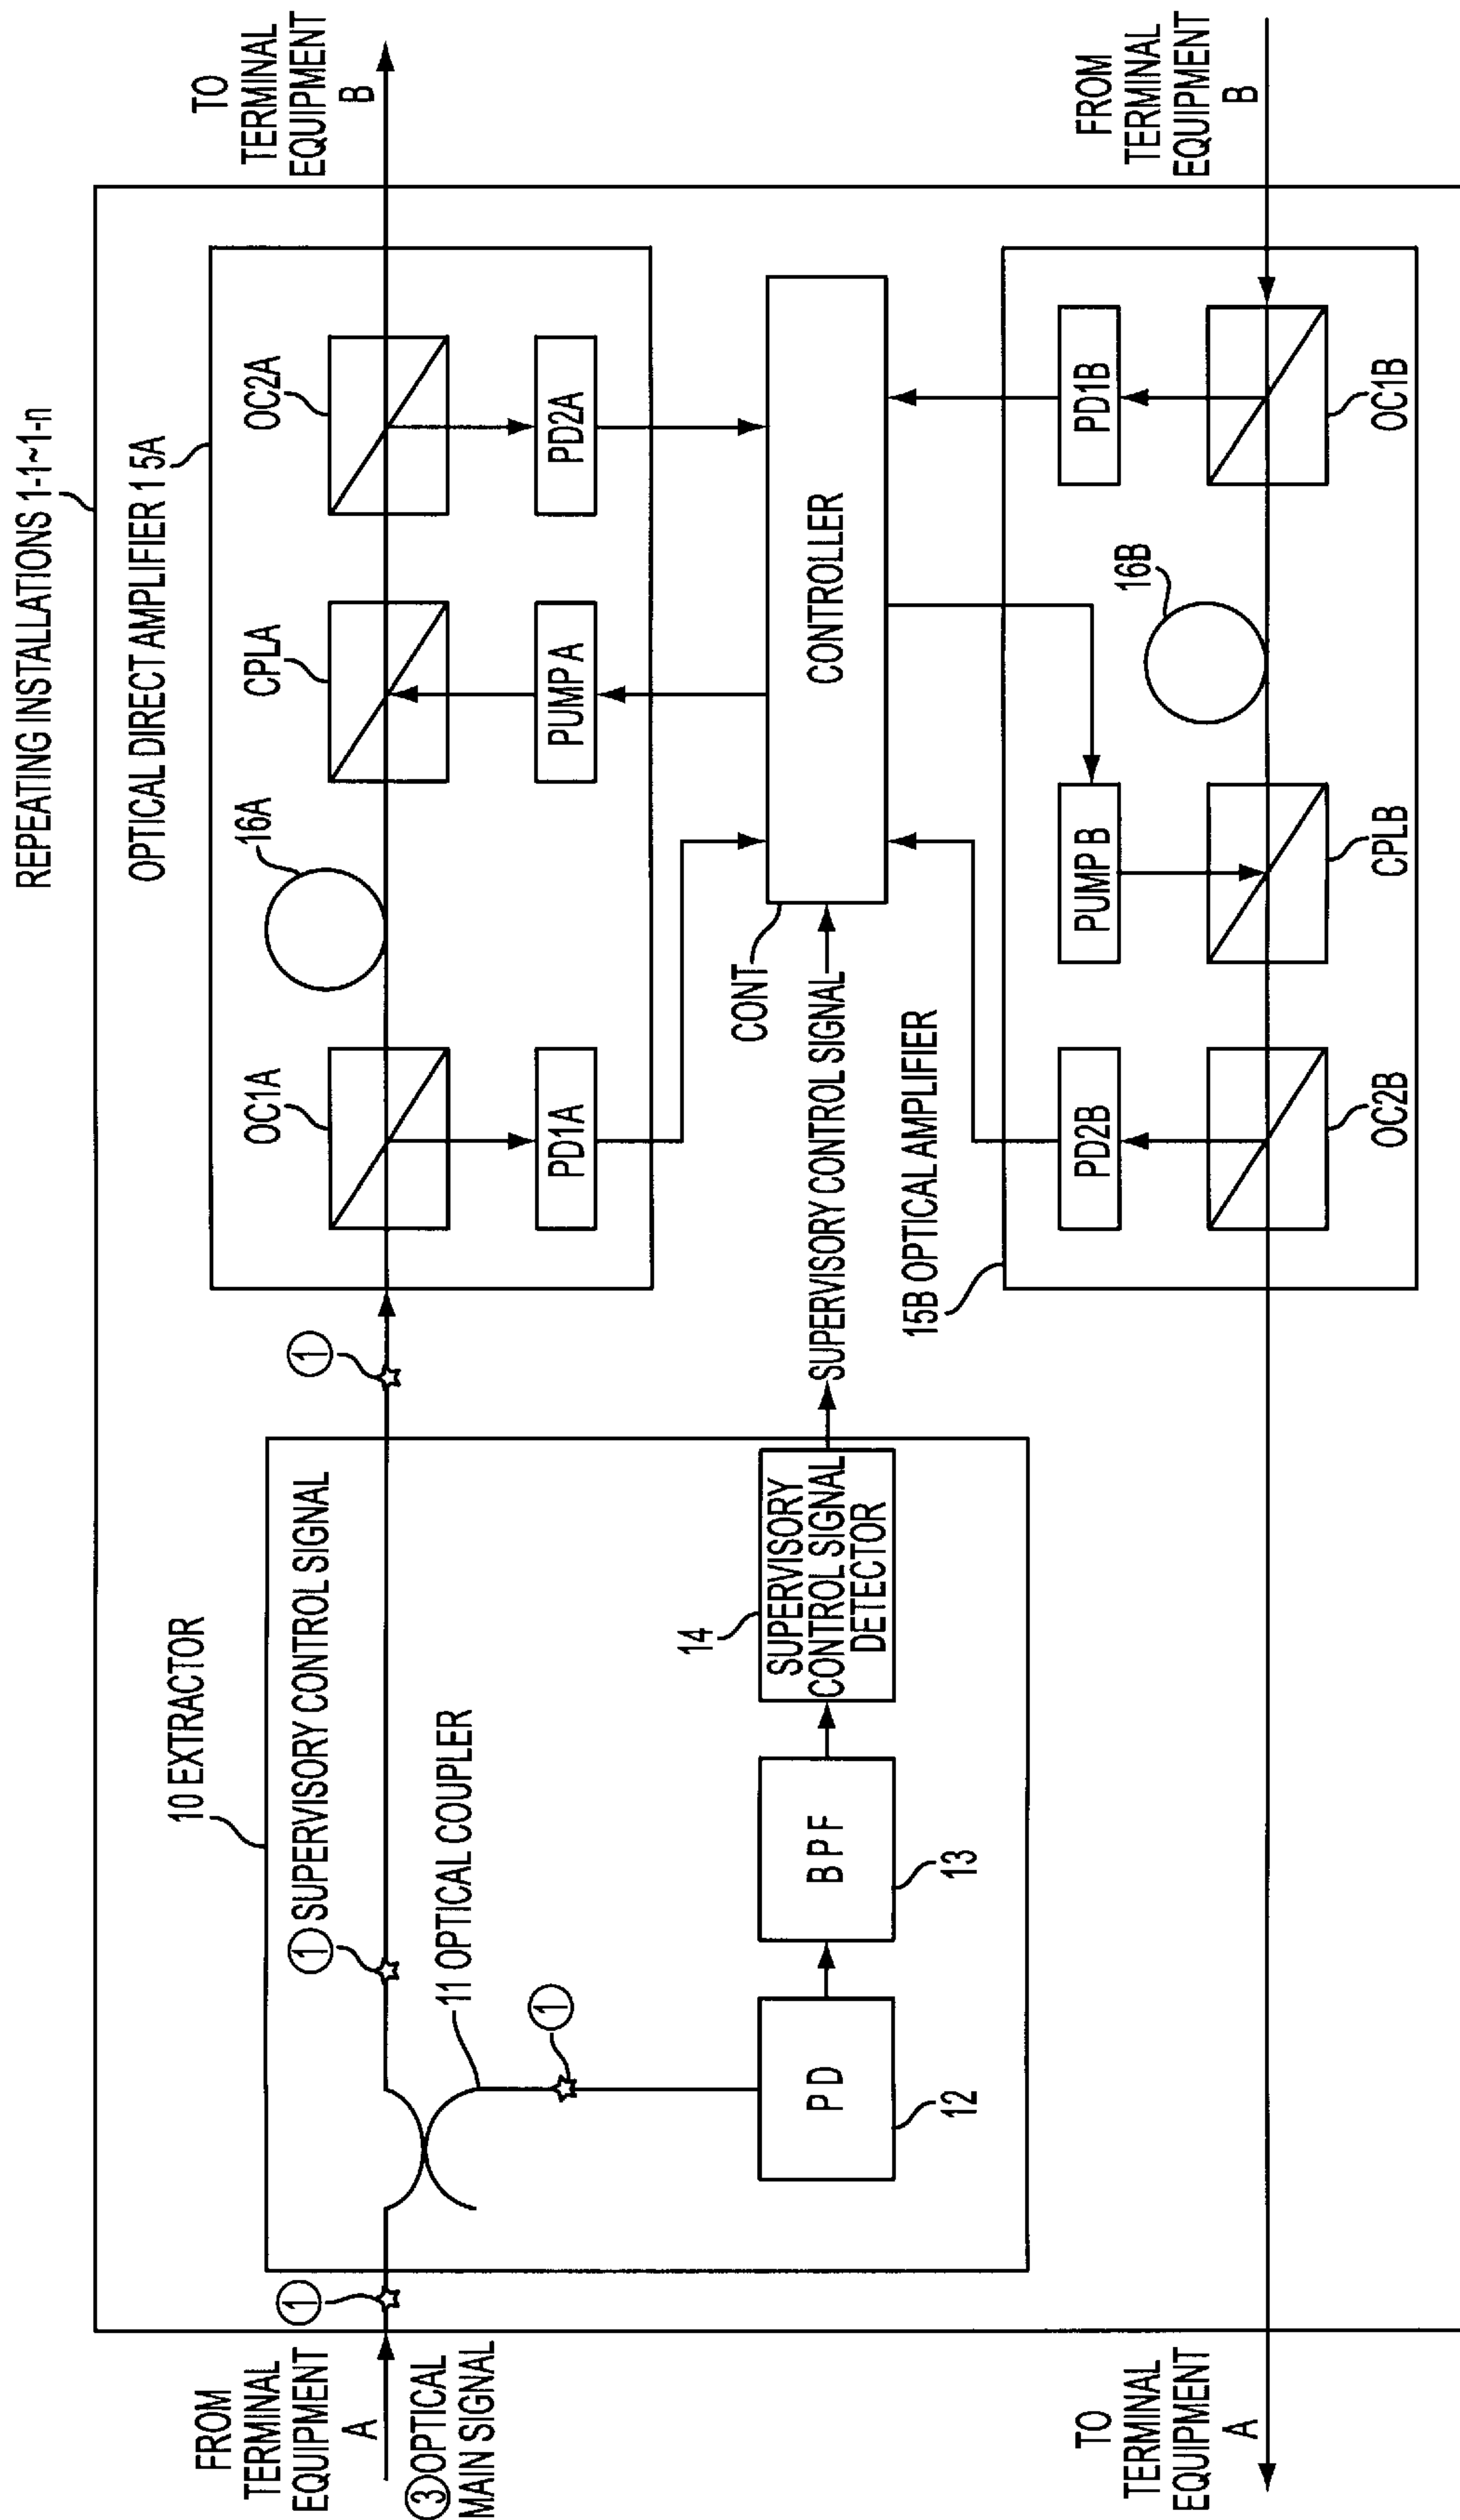 REPEATING INSTALLATIONS 1-1~1-n
FROM
TERMINAL
EQUIPMENT
A
③ OPTICAL
MAIN SIGNAL
①
10 EXTRACTOR
① SUPERVISORY CONTROL SIGNAL
11 OPTICAL COUPLER
①
PD
12
BPF
13
14
SUPERVISORY
CONTROL SIGNAL
DETECTOR
①
SUPERVISORY CONTROL SIGNAL
OPTICAL DIRECT AMPLIFIER 1 5A
OC1A
16A
CPLA
OC2A
PD1A
PUMP A
PD2A
TO
TERMINAL
EQUIPMENT
B
CONT
CONTROLLER
15B OPTICAL AMPLIFIER
PD2B
PUMP B
16B
PD1B
OC2B
CPLB
OC1B
FROM
TERMINAL
EQUIPMENT
B
TO
TERMINAL
EQUIPMENT
A